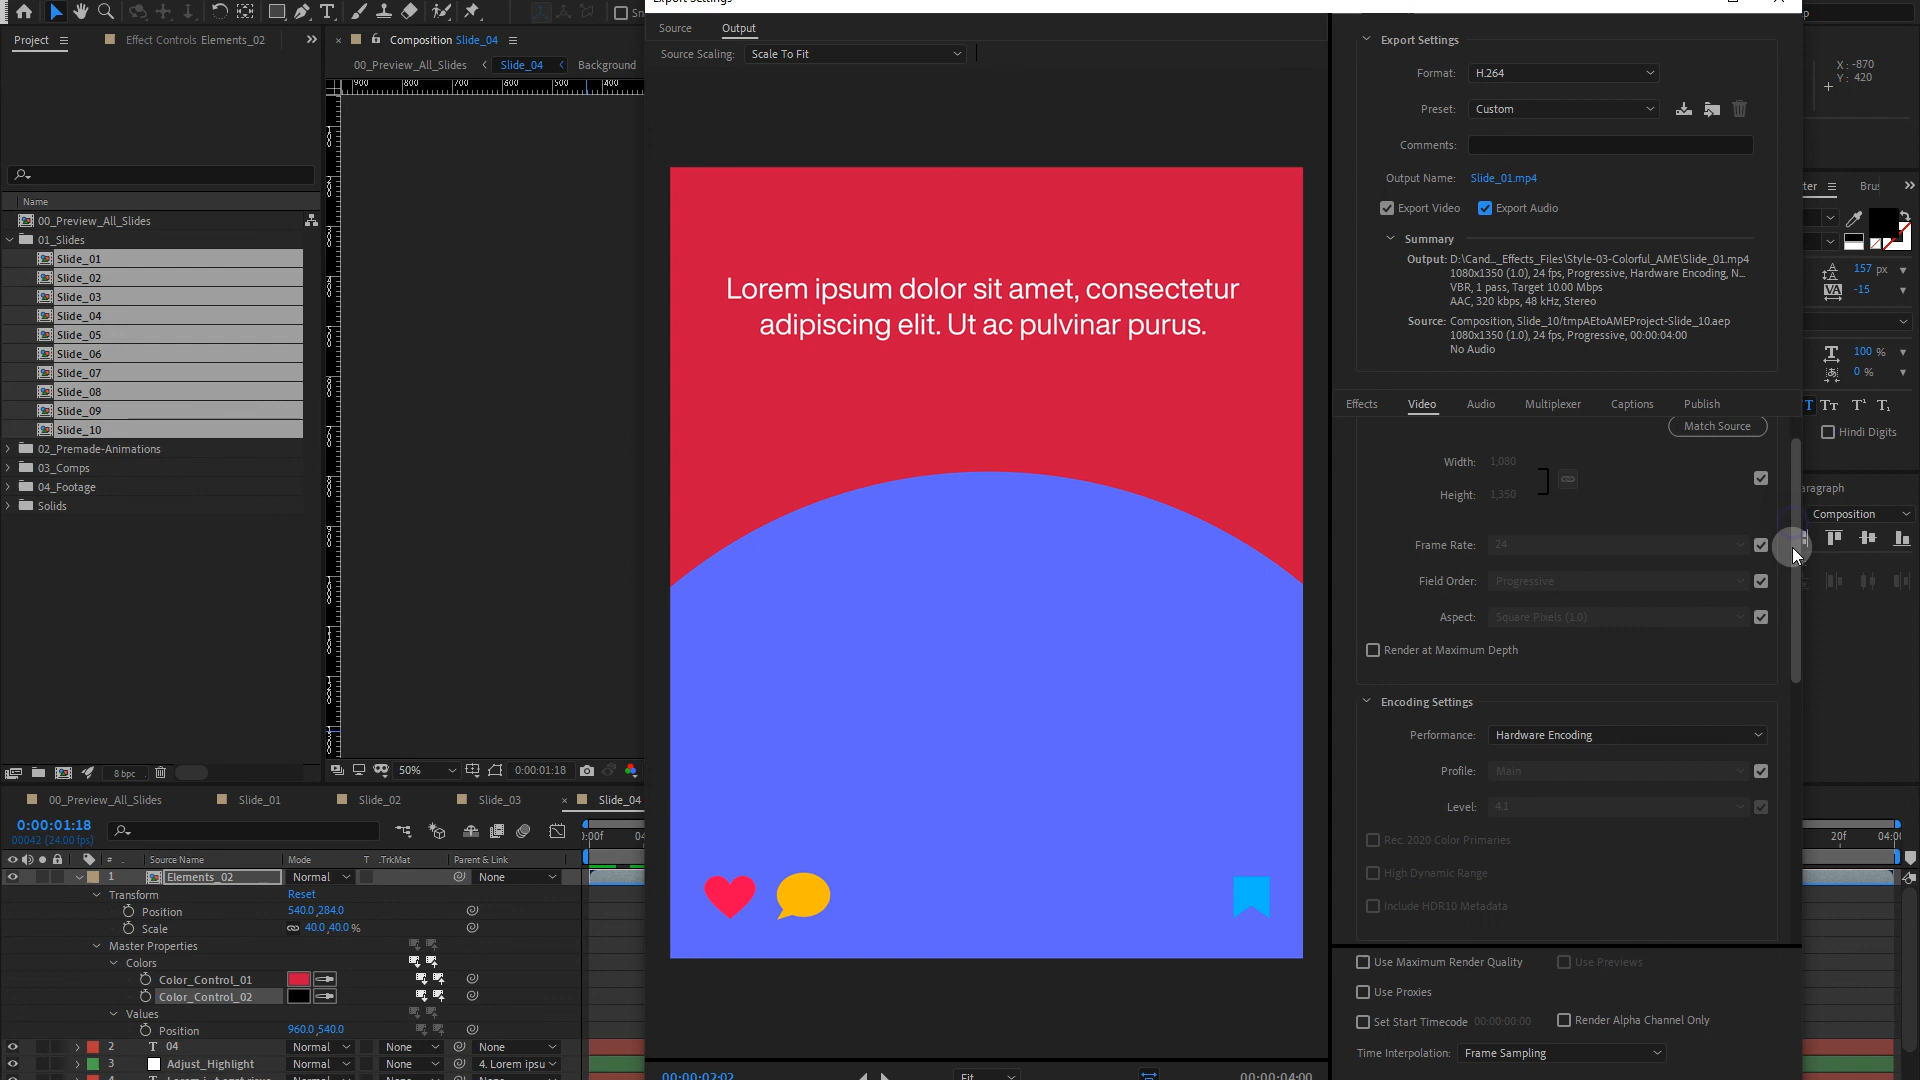 Export Settings
Project
Effect Controls Elements_02
Composition Slide_04
00_Preview_All_Slides
Slide_04
Background
900
800
700
600
500
400
Name
00_Preview_All_Slides
01_Slides
Slide_01
Slide_02
Slide_03
Slide_04
Slide_05
Slide_06
Slide_07
Slide_08
Slide_09
Slide_10
02_Premade-Animations
03_Comps
04_Footage
Solids
8 bpc
50%
0:00:01:18
Source
Output
Source Scaling:
Scale To Fit
Lorem ipsum dolor sit amet, consectetur
adipiscing elit. Ut ac pulvinar purus.
00:00:02:02
Fit
00:00:04:00
Export Settings
Format:
H.264
Preset:
Custom
Comments:
Output Name:
Slide_01.mp4
Export Video
Export Audio
Summary
Output: D:\Cand..._Effects_Files\Style-03-Colorful_AME\Slide_01.mp4
1080x1350 (1.0), 24 fps, Progressive, Hardware Encoding, N...
VBR, 1 pass, Target 10.00 Mbps
AAC, 320 kbps, 48 kHz, Stereo
Source: Composition, Slide_10/tmpAEtoAMEProject-Slide_10.aep
1080x1350 (1.0), 24 fps, Progressive, 00:00:04:00
No Audio
Effects
Video
Audio
Multiplexer
Captions
Publish
Match Source
Width:
1,080
Height:
1,350
Frame Rate:
24
Field Order:
Progressive
Aspect:
Square Pixels (1.0)
Render at Maximum Depth
Encoding Settings
Performance:
Hardware Encoding
Profile:
Main
Level:
4.1
Rec. 2020 Color Primaries
High Dynamic Range
Include HDR10 Metadata
Use Maximum Render Quality
Use Previews
Use Proxies
Set Start Timecode
00:00:00:00
Render Alpha Channel Only
Time Interpolation:
Frame Sampling
X: -870
Y: 420
157 px
-15
100 %
0 %
Hindi Digits
Composition
00_Preview_All_Slides
Slide_01
Slide_02
Slide_03
Slide_04
0:00:01:18
00042 (24.00 fps)
20f
Source Name
Mode
T .TrkMat
Parent & Link
1
Elements_02
Normal
None
Transform
Reset
Position
540.0,284.0
Scale
40.0,40.0 %
Master Properties
Colors
Color_Control_01
Color_Control_02
Values
Position
960.0,540.0
2
04
Normal
None
None
3
Adjust_Highlight
Normal
None
4. Lorem ipsu